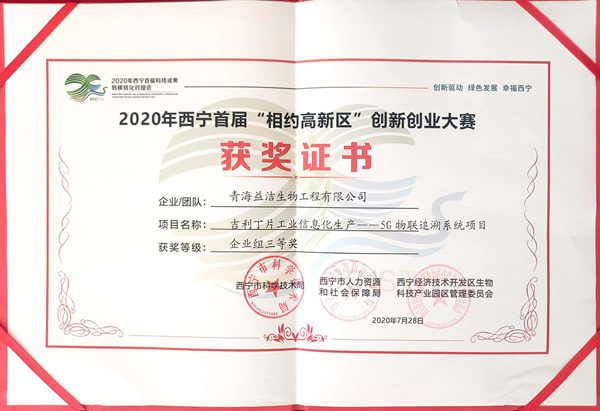 2020年西宁首届科技成果
转移转化对接会
创新驱动 绿色发展 幸福西宁
2020年西宁首届“相约高新区”创新创业大赛
获奖证书
企业/团队: 青海益洁生物工程有限公司
项目名称: 吉利丁片工业信息化生产——5G物联追溯系统项目
获奖等级: 企业组三等奖
西宁市科学技术局
西宁市人力资源
和社会保障局
西宁经济技术开发区生物
科技产业园区管理委员会
2020年7月28日
西宁市科学技术局